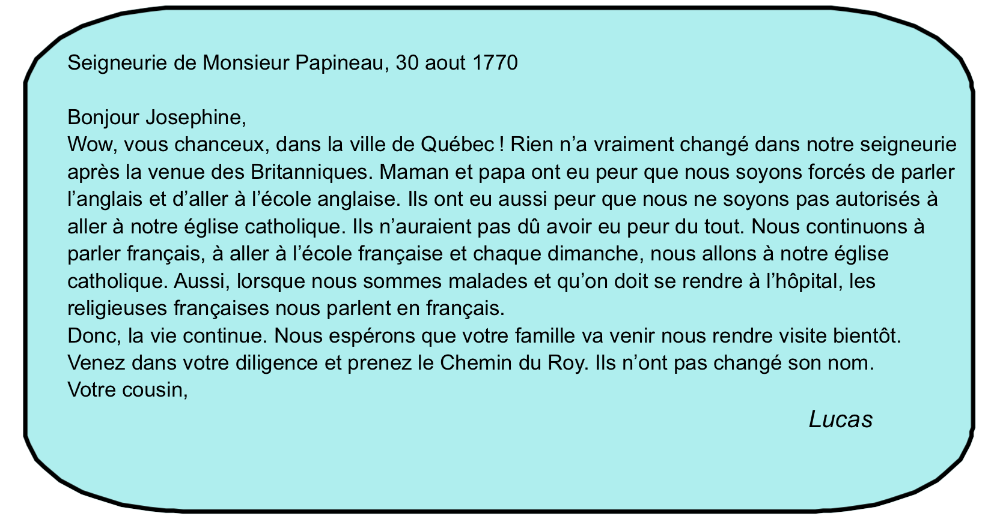 Seigneurie de Monsieur Papineau, 30 aout 1770
Bonjour Josephine,
Wow, vous chanceux, dans la ville de Québec ! Rien n’a vraiment changé dans notre seigneurie
après la venue des Britanniques. Maman et papa ont eu peur que nous soyons forcés de parler
l’anglais et d’aller à l’école anglaise. Ils ont eu aussi peur que nous ne soyons pas autorisés à
aller à notre église catholique. Ils n’auraient pas dû avoir eu peur du tout. Nous continuons à
parler français, à aller à l’école française et chaque dimanche, nous allons à notre église
catholique. Aussi, lorsque nous sommes malades et qu’on doit se rendre à l’hôpital, les
religieuses françaises nous parlent en français.
Donc, la vie continue. Nous espérons que votre famille va venir nous rendre visite bientôt.
Venez dans votre diligence et prenez le Chemin du Roy. Ils n’ont pas changé son nom.
Votre cousin,
Lucas